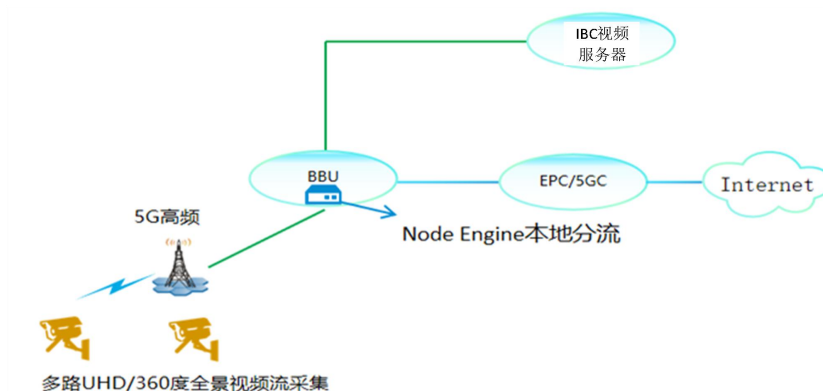 IBC视频
服务器
BBU
EPC/5GC
Internet
5G高频
Node Engine本地分流
多路UHD/360度全景视频流采集